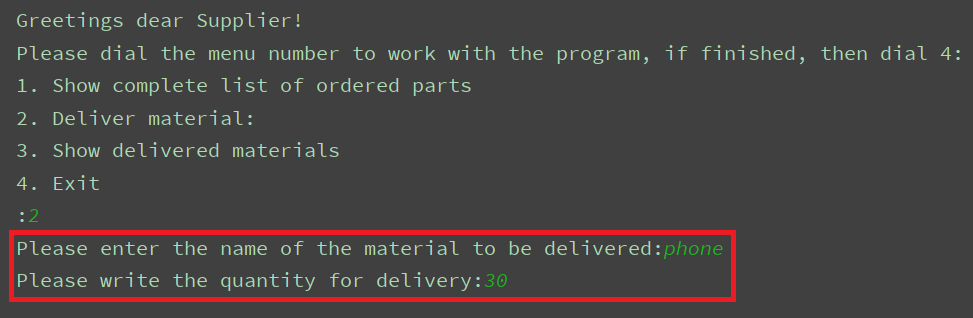 Greetings dear Supplier!
Please dial the menu number to work with the program, if finished, then dial 4:
1. Show complete list of ordered parts
2. Deliver material:
3. Show delivered materials
4. Exit
:2
Please enter the name of the material to be delivered:phone
Please write the quantity for delivery:30